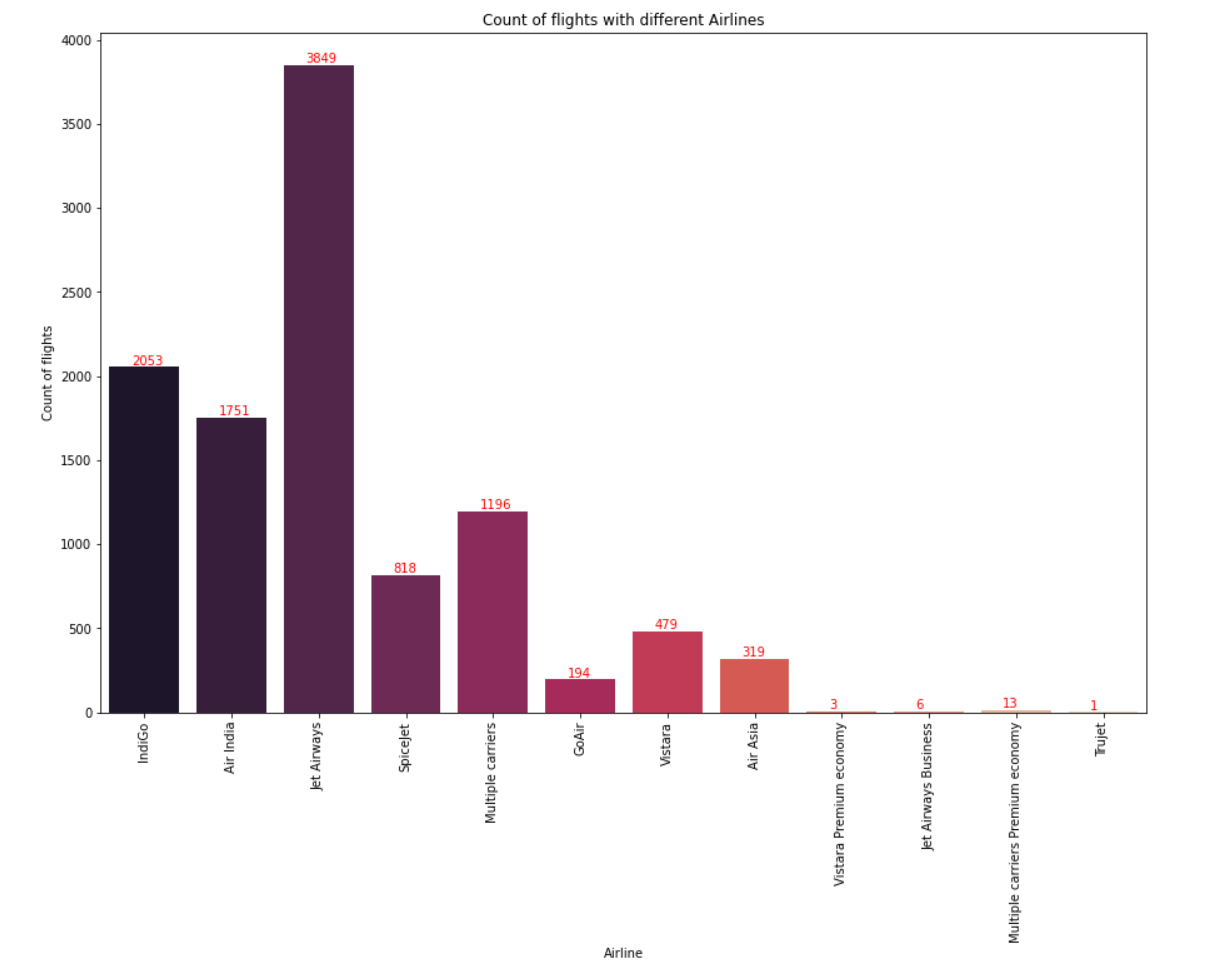 Count of flights with different Airlines
4000
3500
3000
2500
2000
1500
1000
500
0
Count of flights
2053
1751
3849
818
1196
194
479
319
3
6
13
1
IndiGo
Air India
Jet Airways
SpiceJet
Multiple carriers
GoAir
Vistara
Air Asia
Vistara Premium economy
Jet Airways Business
Multiple carriers Premium economy
Trujet
Airline